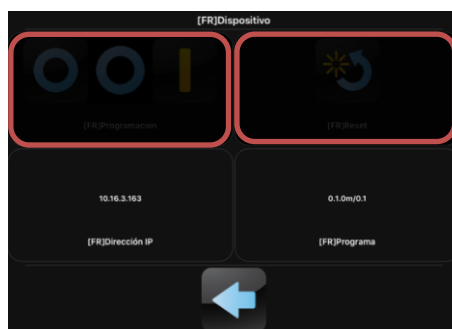 [FR]Dispositivo
[FR]Programacion
[FR]Reset
10.16.3.163
0.1.0m/0.1
[FR]Dirección IP
[FR]Programa